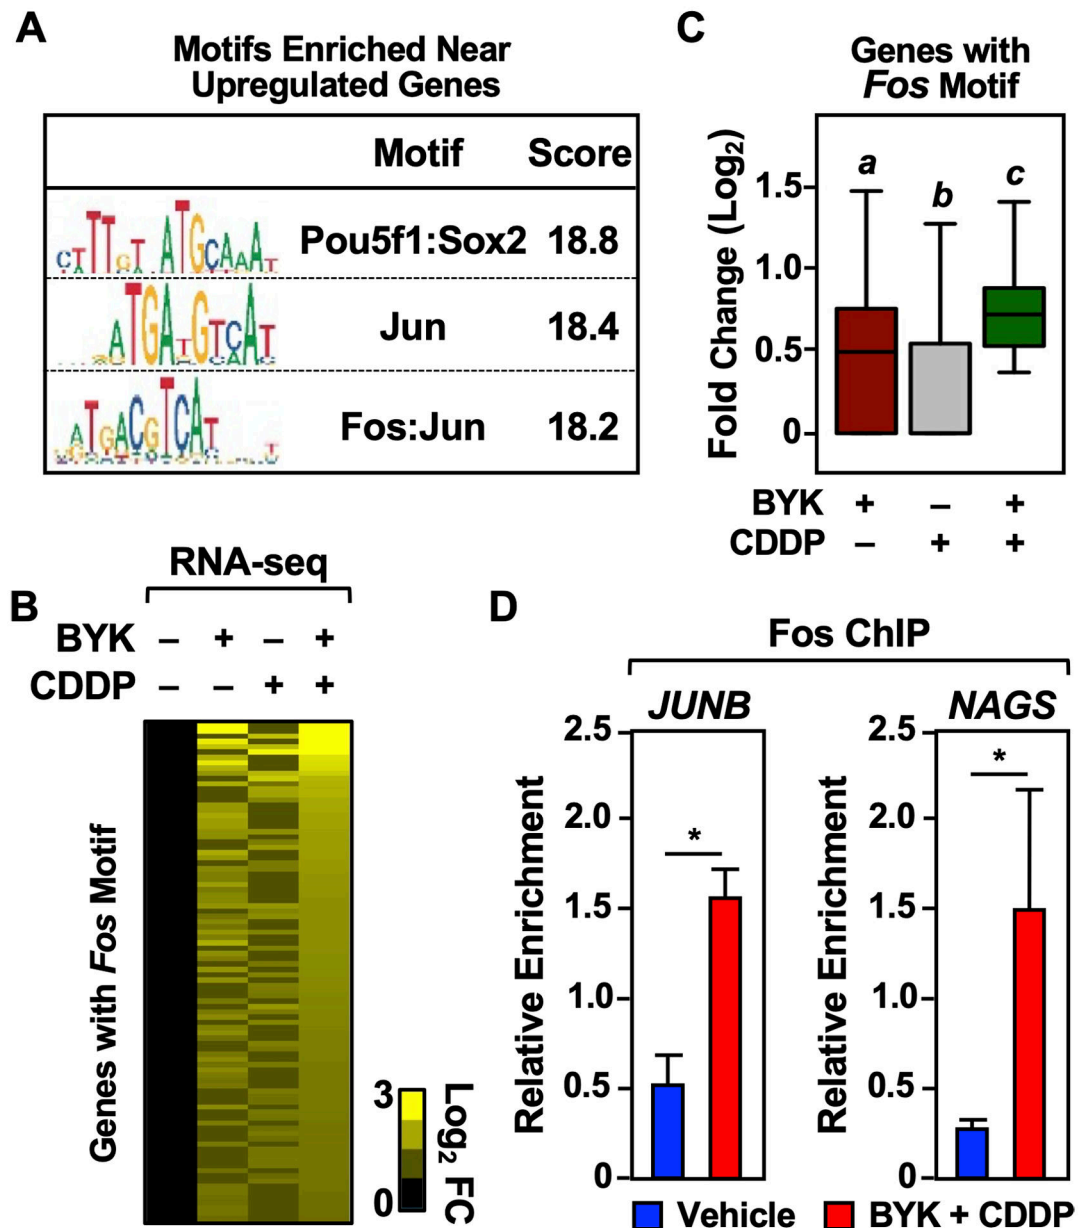 A
Motifs Enriched Near
Upregulated Genes
Motif Score
Pou5f1:Sox2 18.8
Jun 18.4
Fos:Jun 18.2
C
Genes with
Fos Motif
Fold Change (Log2)
1.5
1.0
0.5
0
a
b
c
BYK + – +
CDDP – + +
B
RNA-seq
BYK – + – +
CDDP – – + +
Genes with Fos Motif
3
0
Log2 FC
D
Fos ChIP
JUNB
Relative Enrichment
2.5
2.0
1.5
1.0
0.5
0
*
NAGS
Relative Enrichment
2.5
2.0
1.5
1.0
0.5
0
*
Vehicle BYK + CDDP